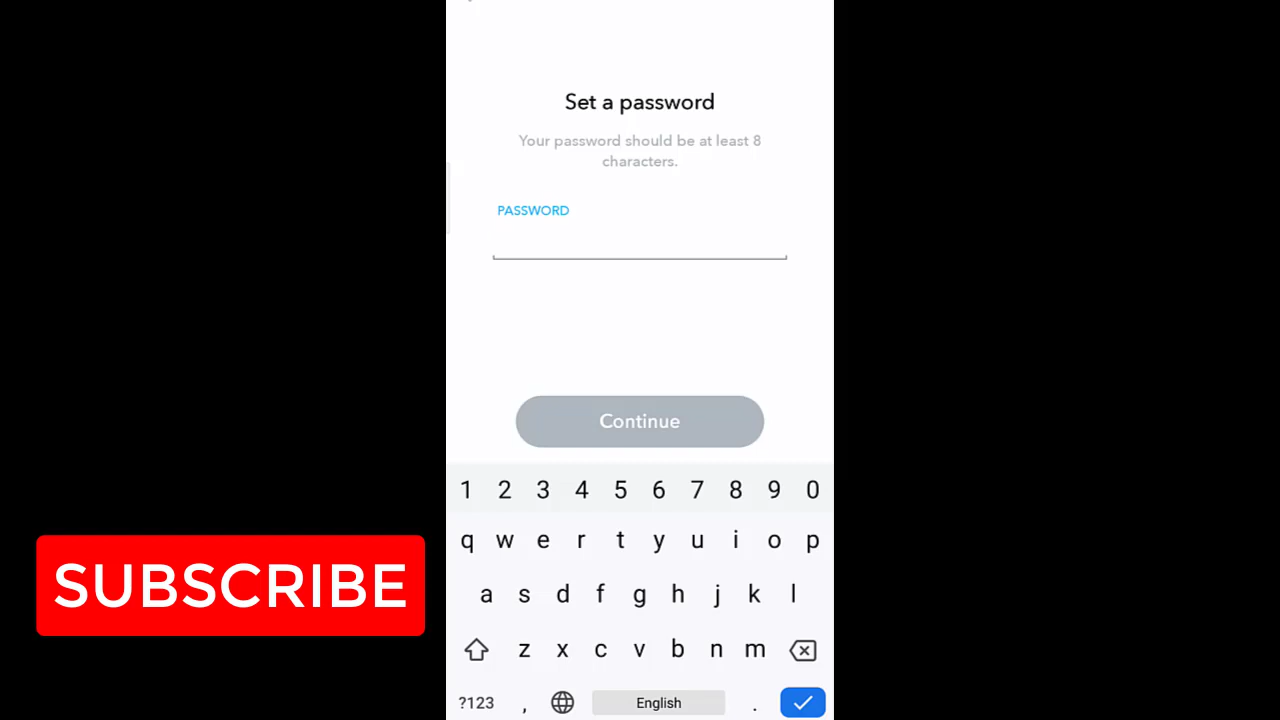 Set a password
Your password should be at least 8
characters.
PASSWORD
Continue
1 2 3 4 5 6 7 8 9 0
q w e r t y u i o p
a s d f g h j k l
z x c v b n m
?123 , English .
SUBSCRIBE